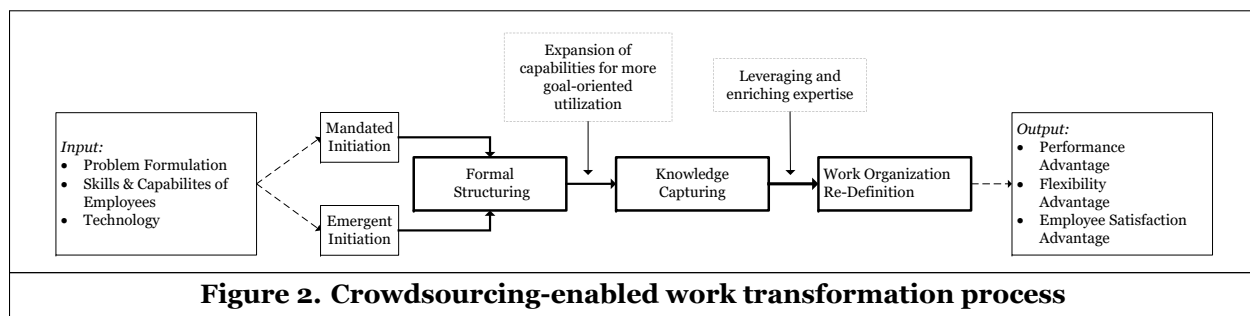 Expansion of
capabilities for more
goal-oriented
utilization
Leveraging and
enriching expertise
Input:
• Problem Formulation
• Skills & Capabilites of
Employees
• Technology
Mandated
Initiation
Emergent
Initiation
Formal
Structuring
Knowledge
Capturing
Work Organization
Re-Definition
Output:
• Performance
Advantage
• Flexibility
Advantage
• Employee Satisfaction
Advantage
Figure 2. Crowdsourcing-enabled work transformation process